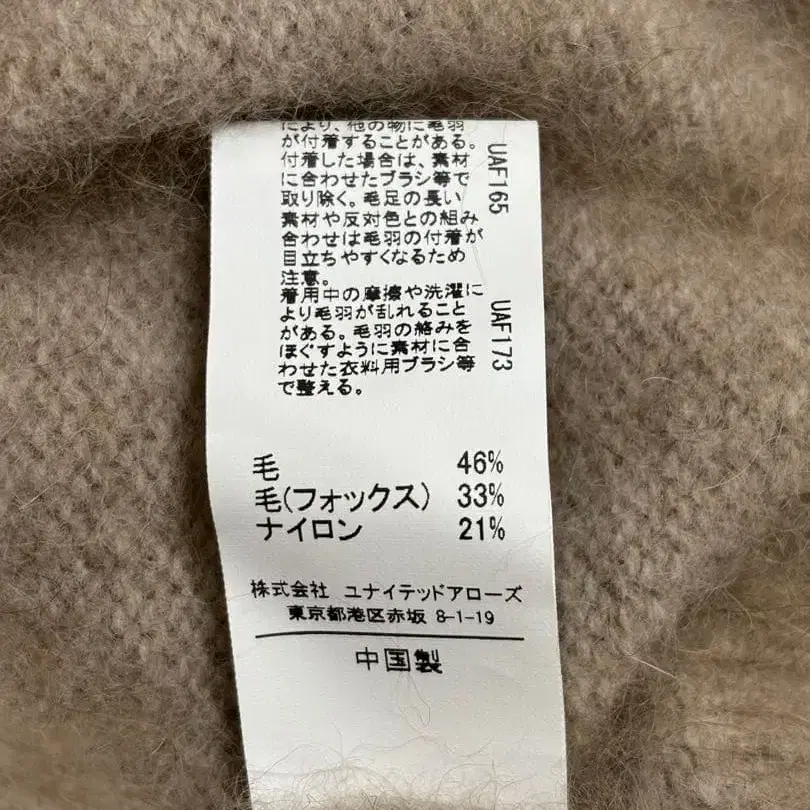 により、他の物に毛羽
が付着することがある。
付着した場合は、素材
に合わせたブラシ等で
取り除く。毛足の長い
素材や反対色との組み
合わせは毛羽の付着が
目立ちやすくなるため
注意。
着用中の摩擦や洗濯に
より毛羽が乱れること
がある。毛羽の絡みを
ほぐすように素材に合
わせた衣料用ブラシ等
で整える。
UAF165
UAF173
毛 46%
毛(フォックス) 33%
ナイロン 21%
株式会社 ユナイテッドアローズ
東京都港区赤坂 8-1-19
中国製